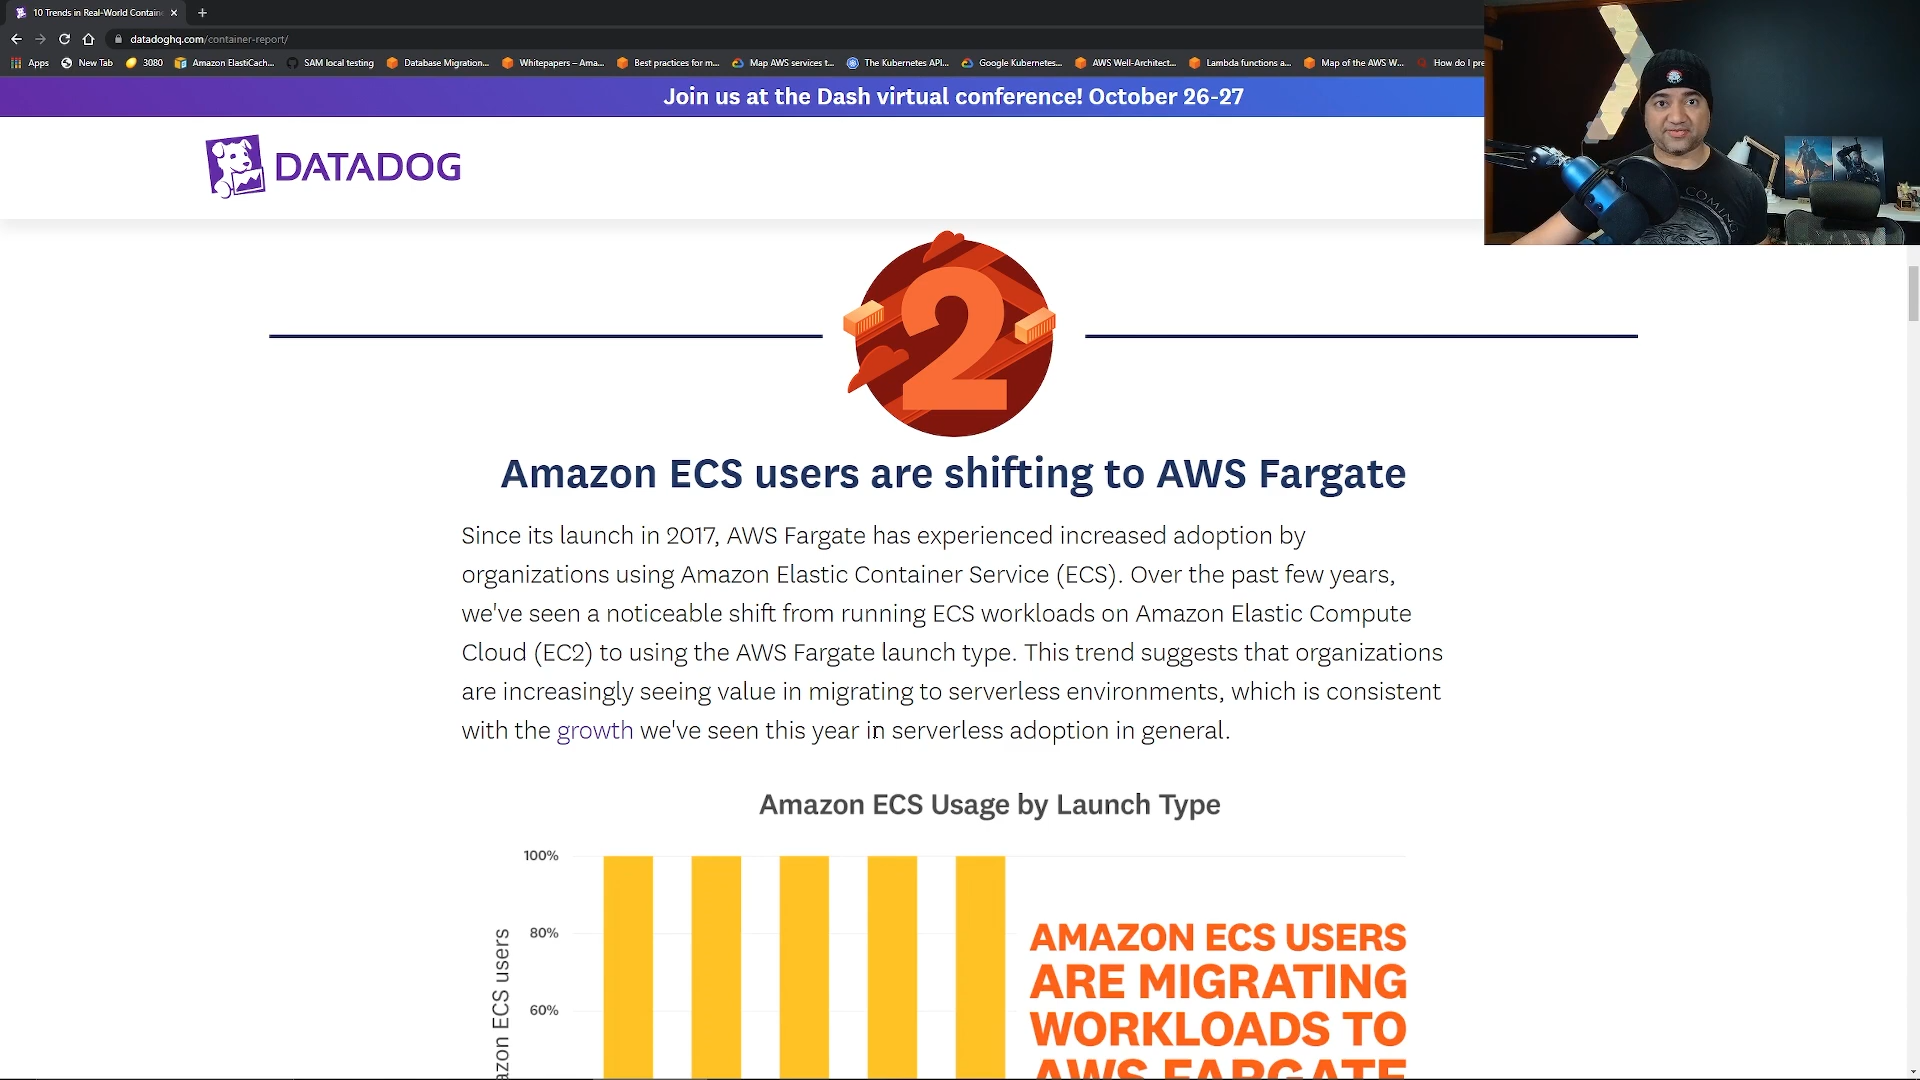 10 Trends in Real-World Contain
datadoghq.com/container-report/
Apps New Tab 3080 Amazon ElastiCach... SAM local testing Database Migration... Whitepapers – Ama... Best practices for m... Map AWS services t... The Kubernetes API... Google Kubernetes... AWS Well-Architect... Lambda functions a... Map of the AWS W... How do I pre
Join us at the Dash virtual conference! October 26-27
DATADOG
COMING
2
Amazon ECS users are shifting to AWS Fargate
Since its launch in 2017, AWS Fargate has experienced increased adoption by
organizations using Amazon Elastic Container Service (ECS). Over the past few years,
we've seen a noticeable shift from running ECS workloads on Amazon Elastic Compute
Cloud (EC2) to using the AWS Fargate launch type. This trend suggests that organizations
are increasingly seeing value in migrating to serverless environments, which is consistent
with the growth we've seen this year in serverless adoption in general.
Amazon ECS Usage by Launch Type
100%
80%
60%
azon ECS users
AMAZON ECS USERS
ARE MIGRATING
WORKLOADS TO
AWS FARGATE